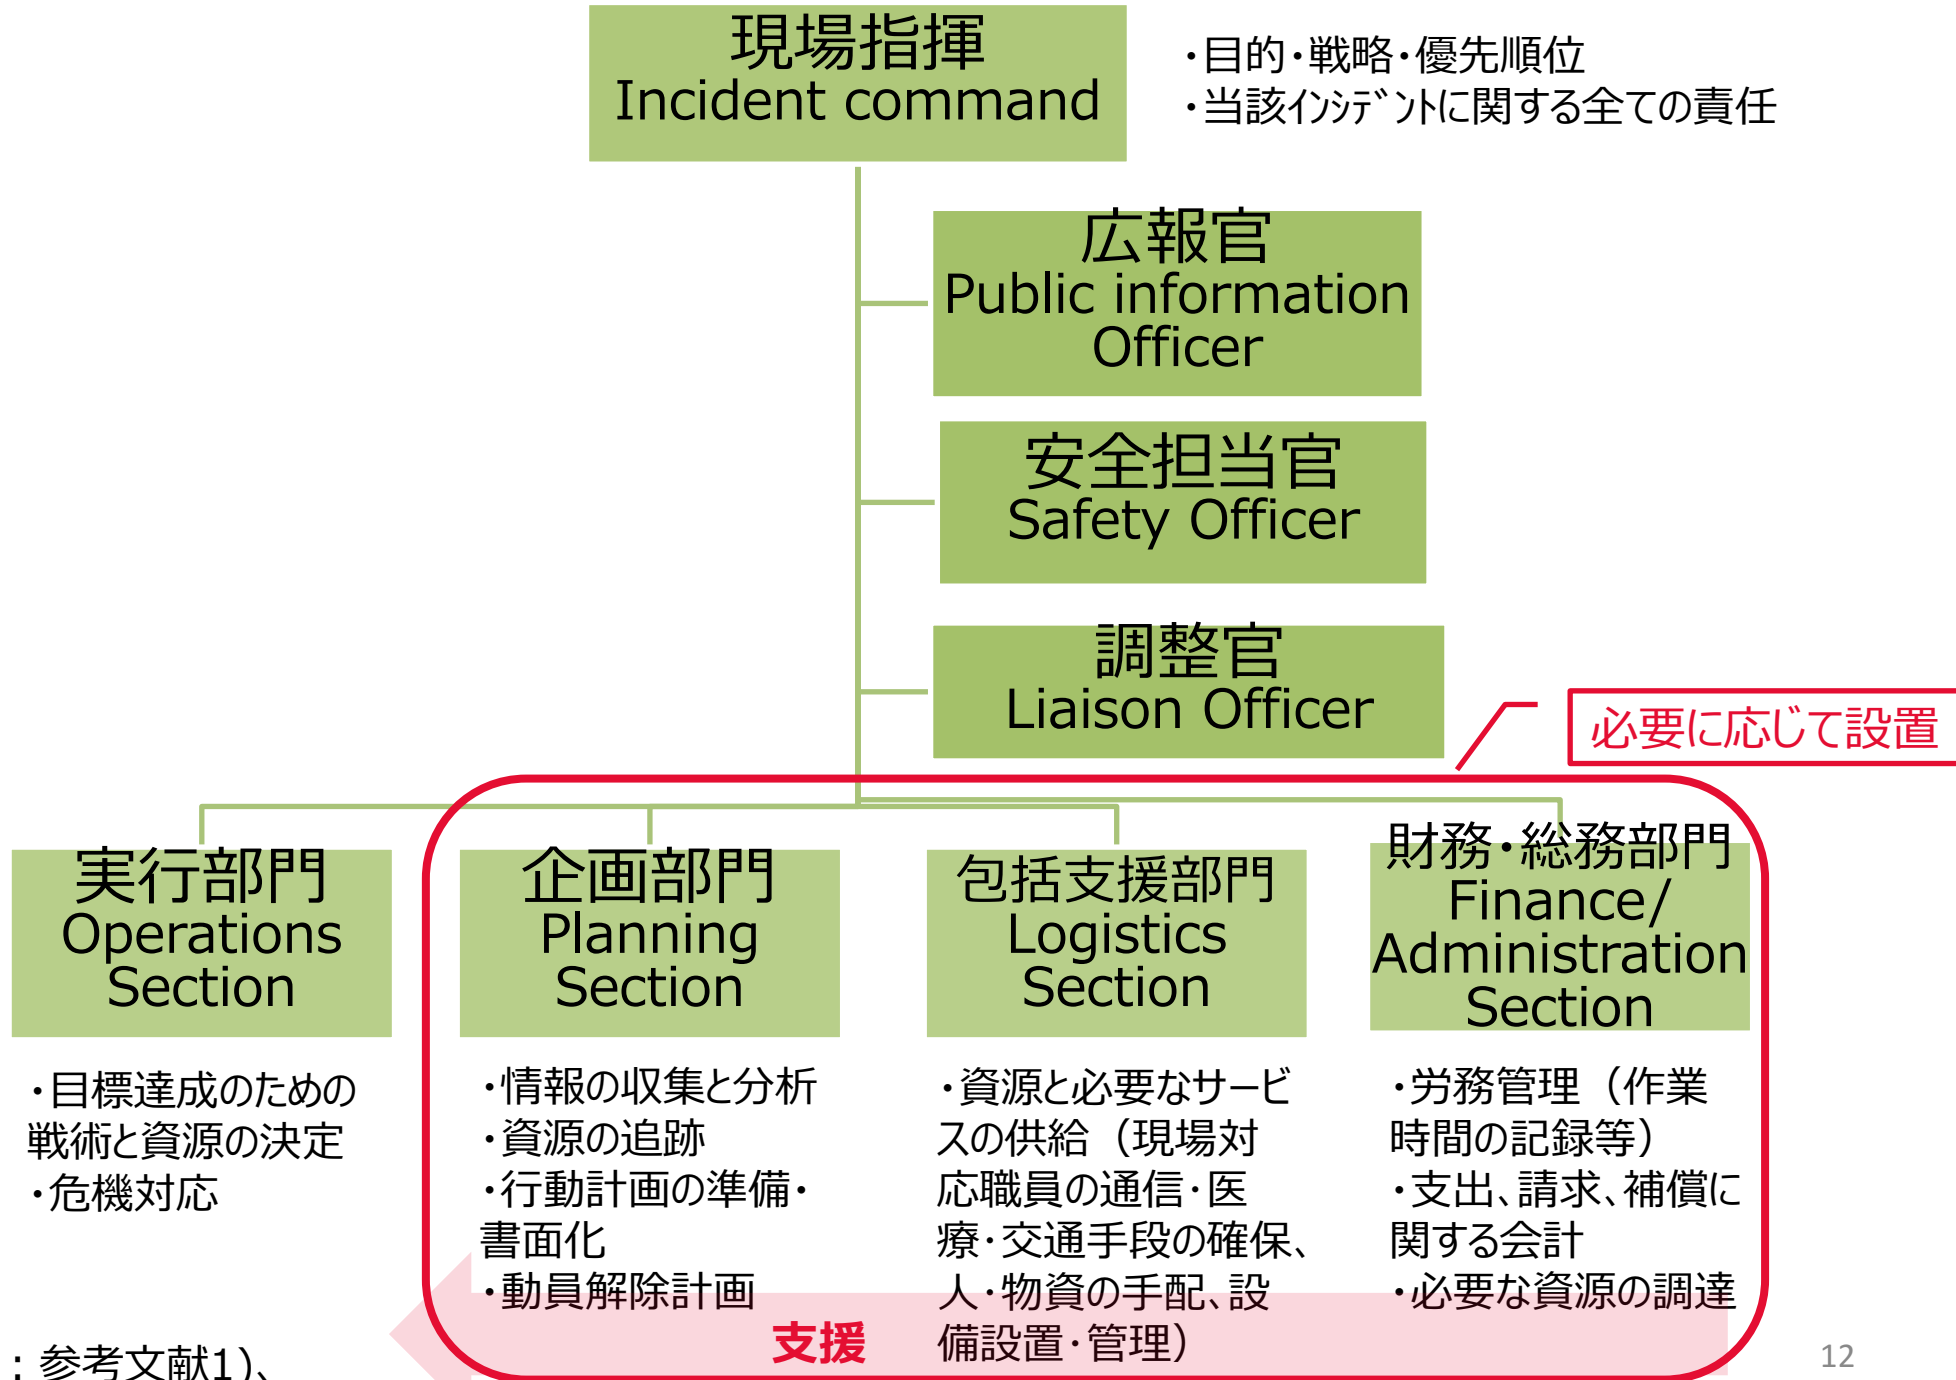 現場指揮
Incident command
・目的・戦略・優先順位
・当該ｲﾝｼﾃﾞﾝﾄに関する全ての責任
広報官
Public information
Officer
安全担当官
Safety Officer
調整官
Liaison Officer
必要に応じて設置
実行部門
Operations
Section
・目標達成のための
戦術と資源の決定
・危機対応
企画部門
Planning
Section
・情報の収集と分析
・資源の追跡
・行動計画の準備・
書面化
・動員解除計画
包括支援部門
Logistics
Section
・資源と必要なサービ
スの供給（現場対
応職員の通信・医
療・交通手段の確保、
人・物資の手配、設
備設置・管理）
財務・総務部門
Finance/
Administration
Section
・労務管理（作業
時間の記録等）
・支出、請求、補償に
関する会計
・必要な資源の調達
支援
：参考文献1)、
12